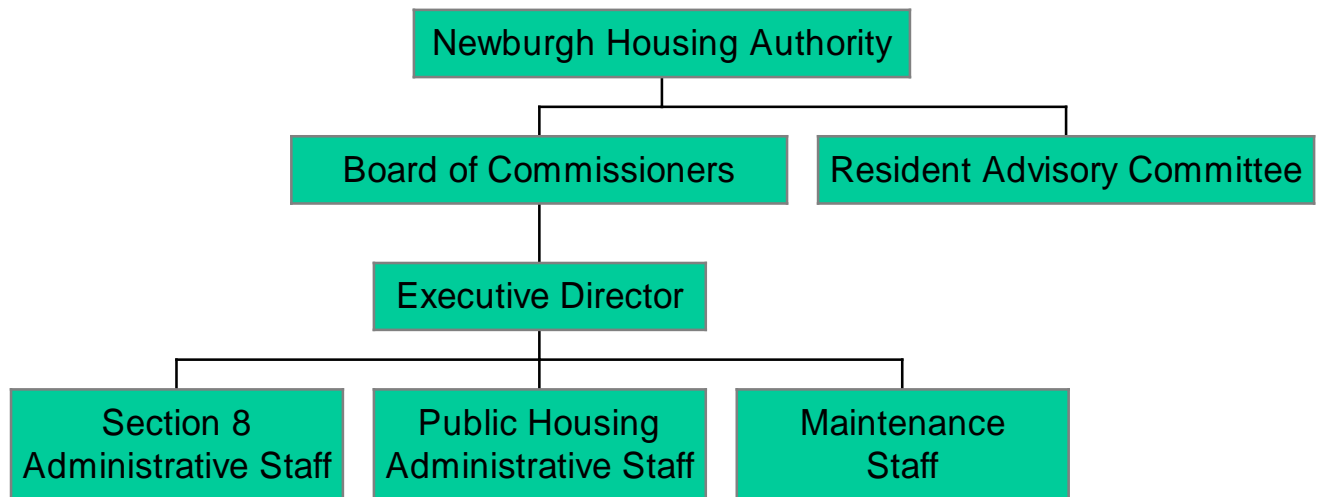 Newburgh Housing Authority
Board of Commissioners
Resident Advisory Committee
Executive Director
Section 8
Administrative Staff
Public Housing
Administrative Staff
Maintenance
Staff